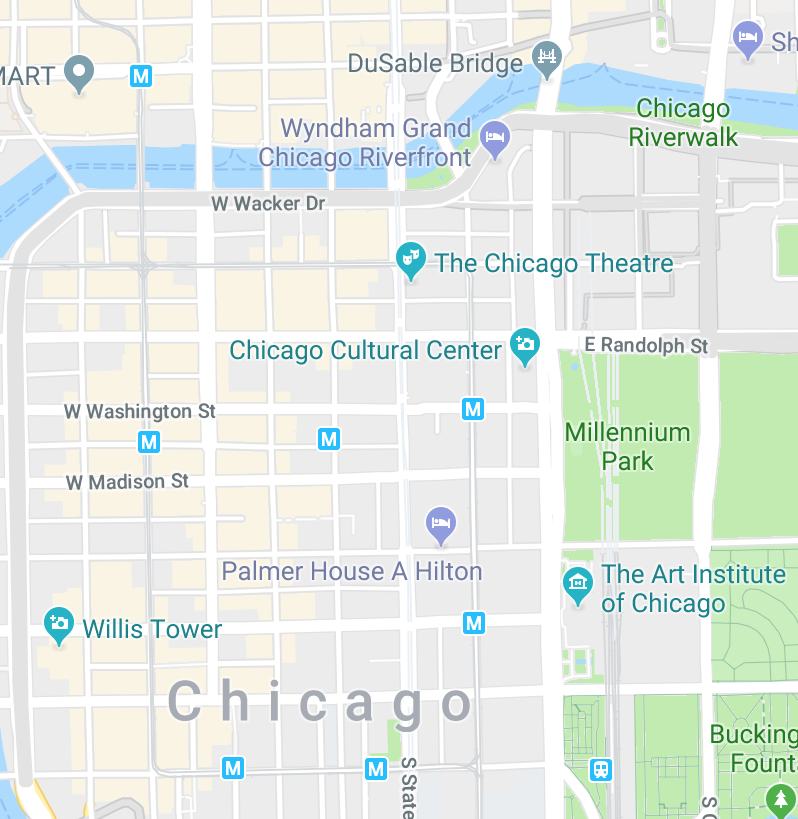 MART
M
DuSable Bridge
Sh
Chicago
Riverwalk
Wyndham Grand
Chicago Riverfront
W Wacker Dr
The Chicago Theatre
Chicago Cultural Center
E Randolph St
W Washington St
M
M
M
Millennium
Park
W Madison St
Palmer House A Hilton
The Art Institute
of Chicago
Willis Tower
M
Chicago
Bucking
Fount
M
M
S State